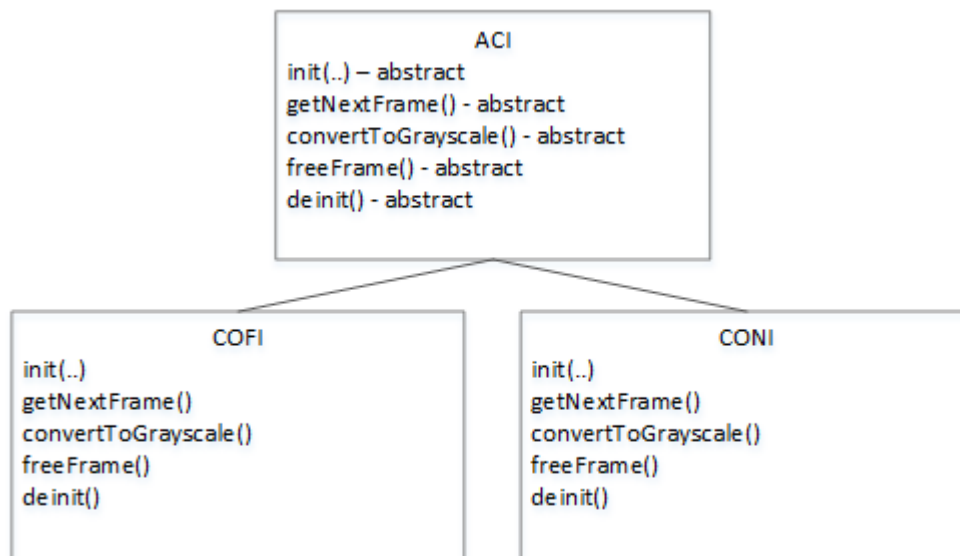 ACI
init(..) – abstract
getNextFrame() - abstract
convertToGrayscale() - abstract
freeFrame() - abstract
deinit() - abstract
COFI
init(..)
getNextFrame()
convertToGrayscale()
freeFrame()
deinit()
CONI
init(..)
getNextFrame()
convertToGrayscale()
freeFrame()
deinit()